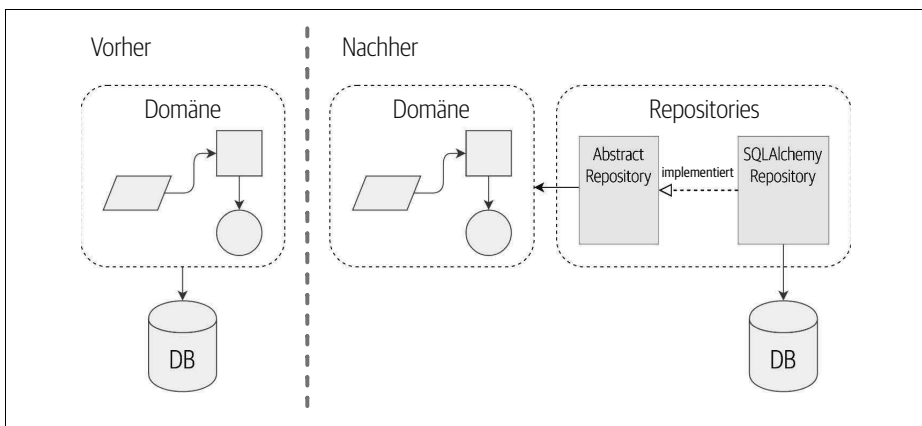 Vorher
Nachher
Domäne
Domäne
Repositories
Abstract
Repository
implementiert
SQLAlchemy
Repository
DB
DB